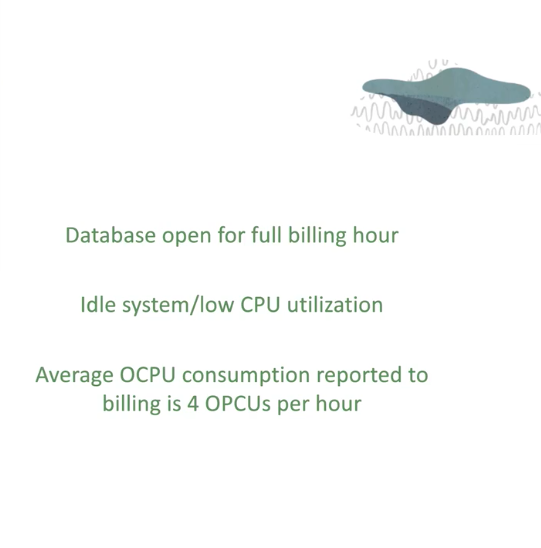 Database open for full billing hour
Idle system/low CPU utilization
Average OCPU consumption reported to
billing is 4 OPCUs per hour